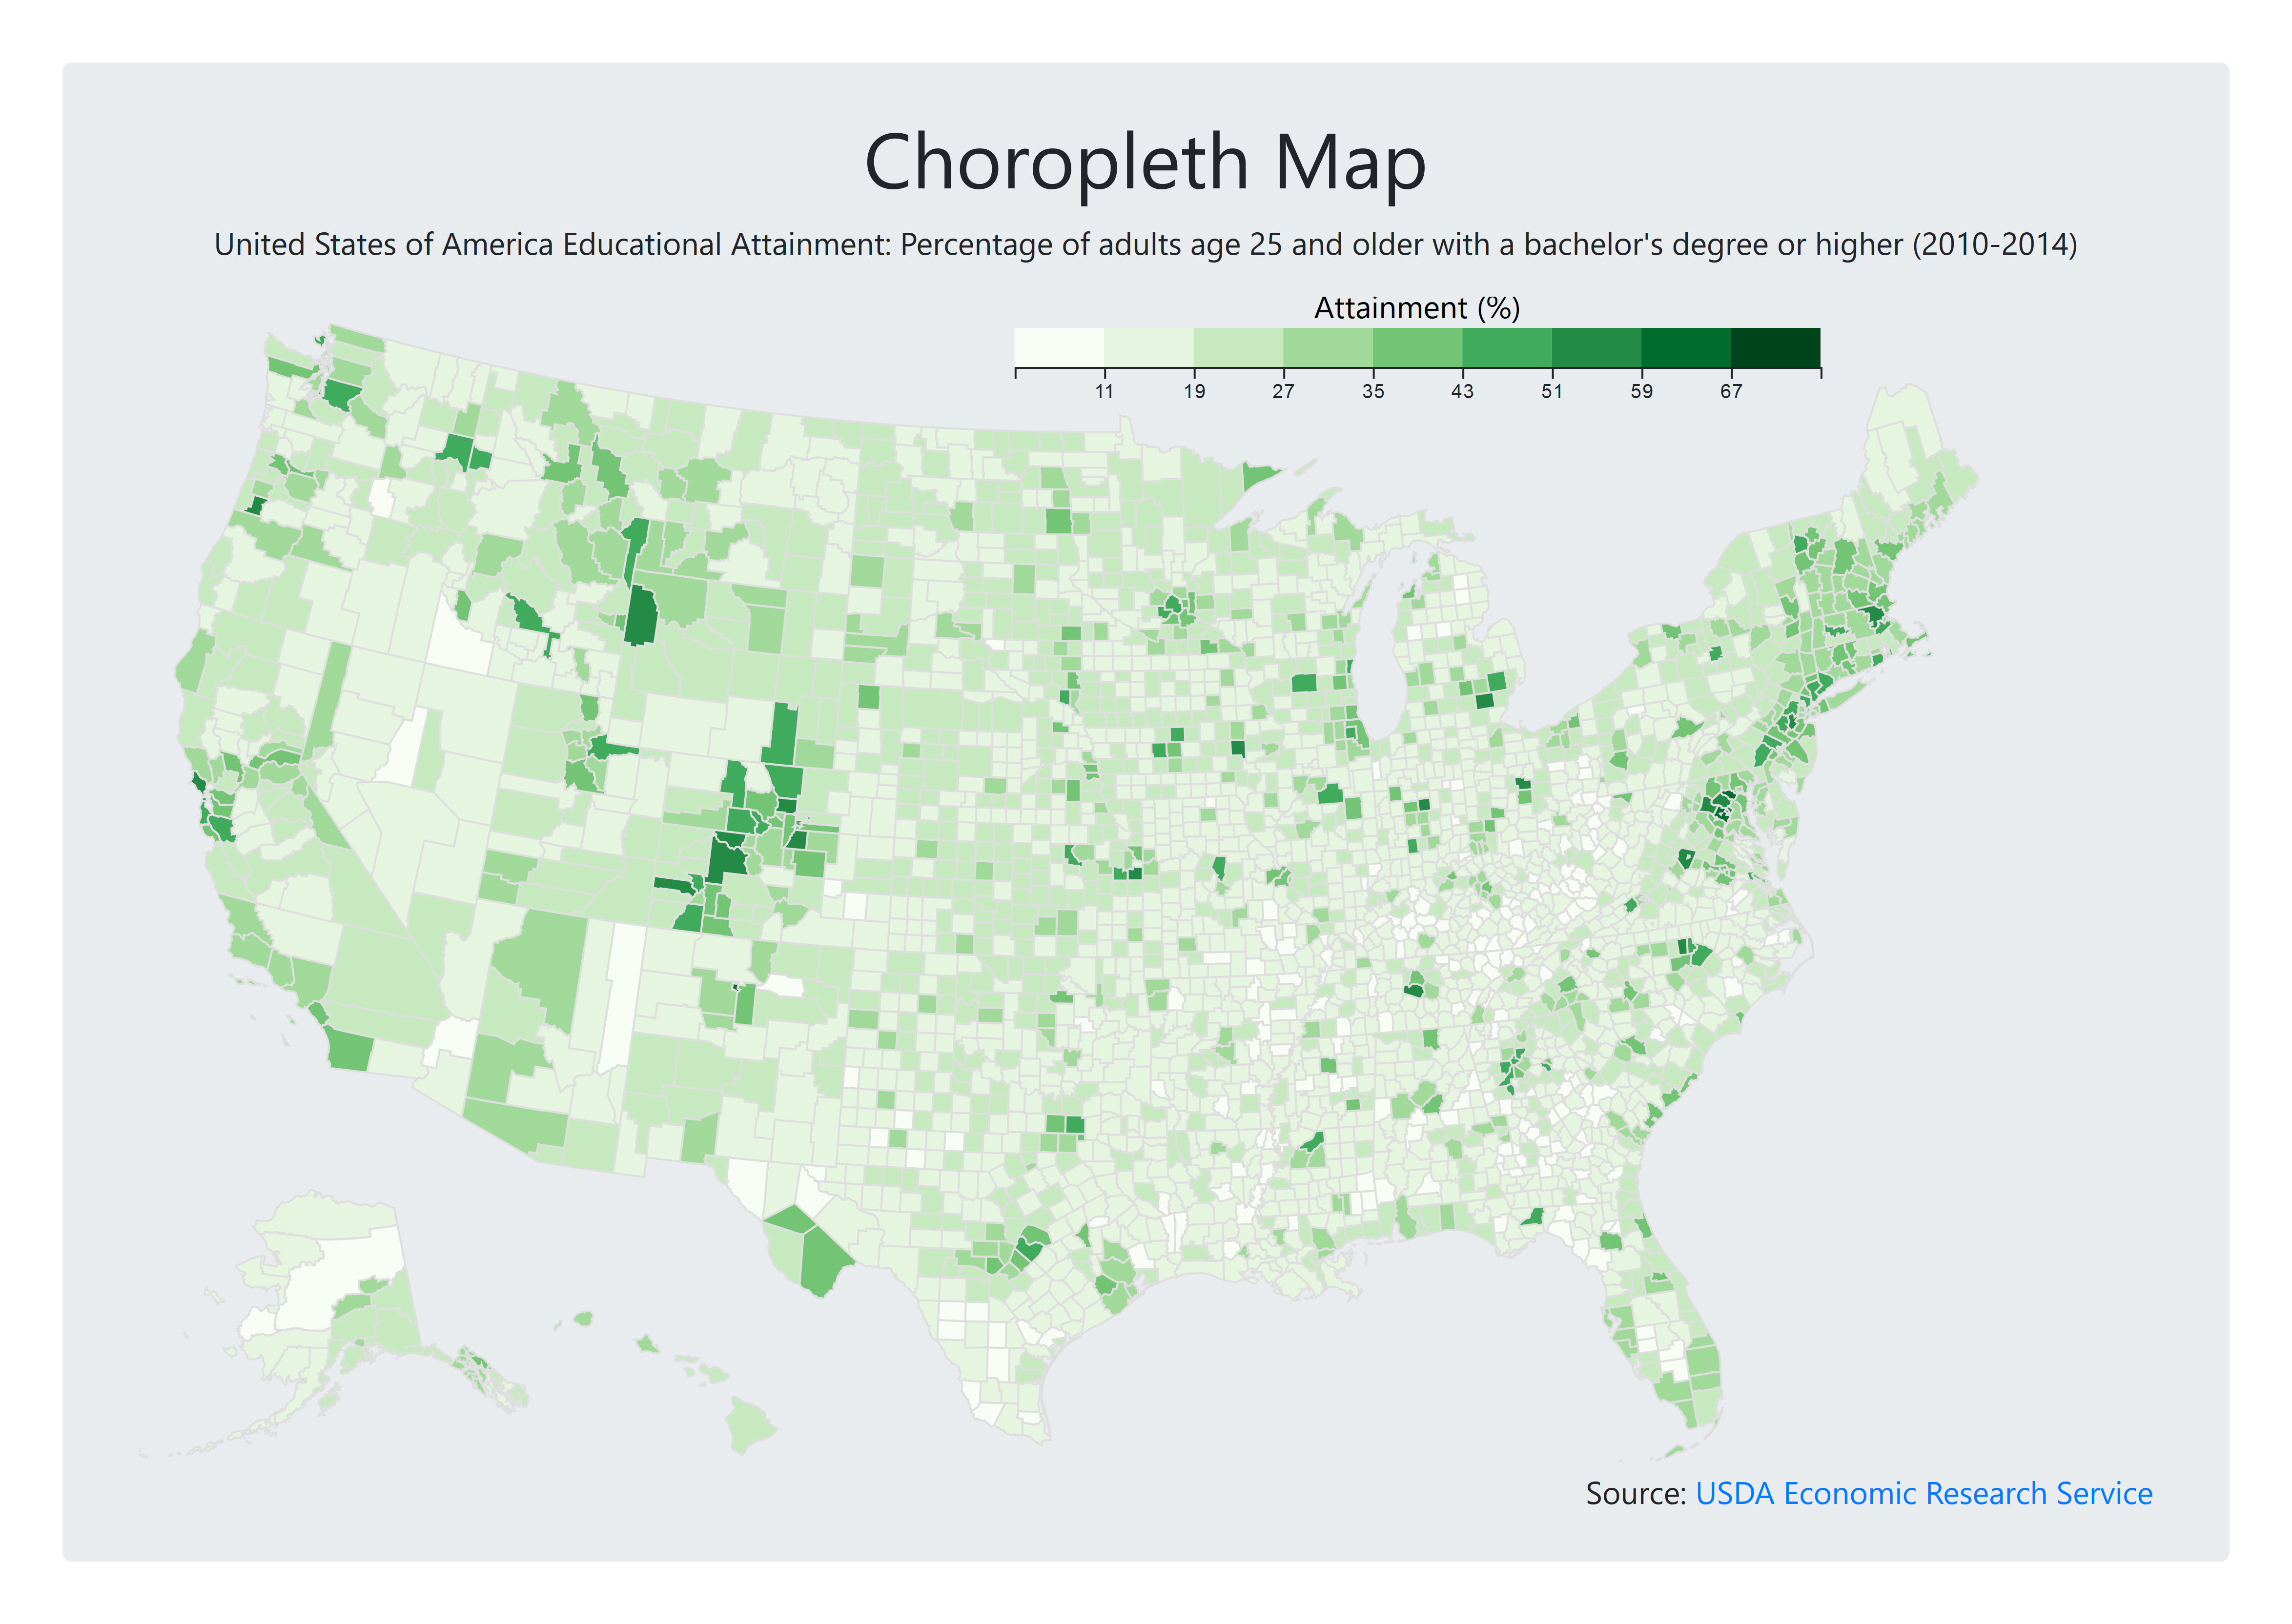 Choropleth Map
United States of America Educational Attainment: Percentage of adults age 25 and older with a bachelor's degree or higher (2010-2014)
Attainment (%)
11 19 27 35 43 51 59 67
Source: USDA Economic Research Service